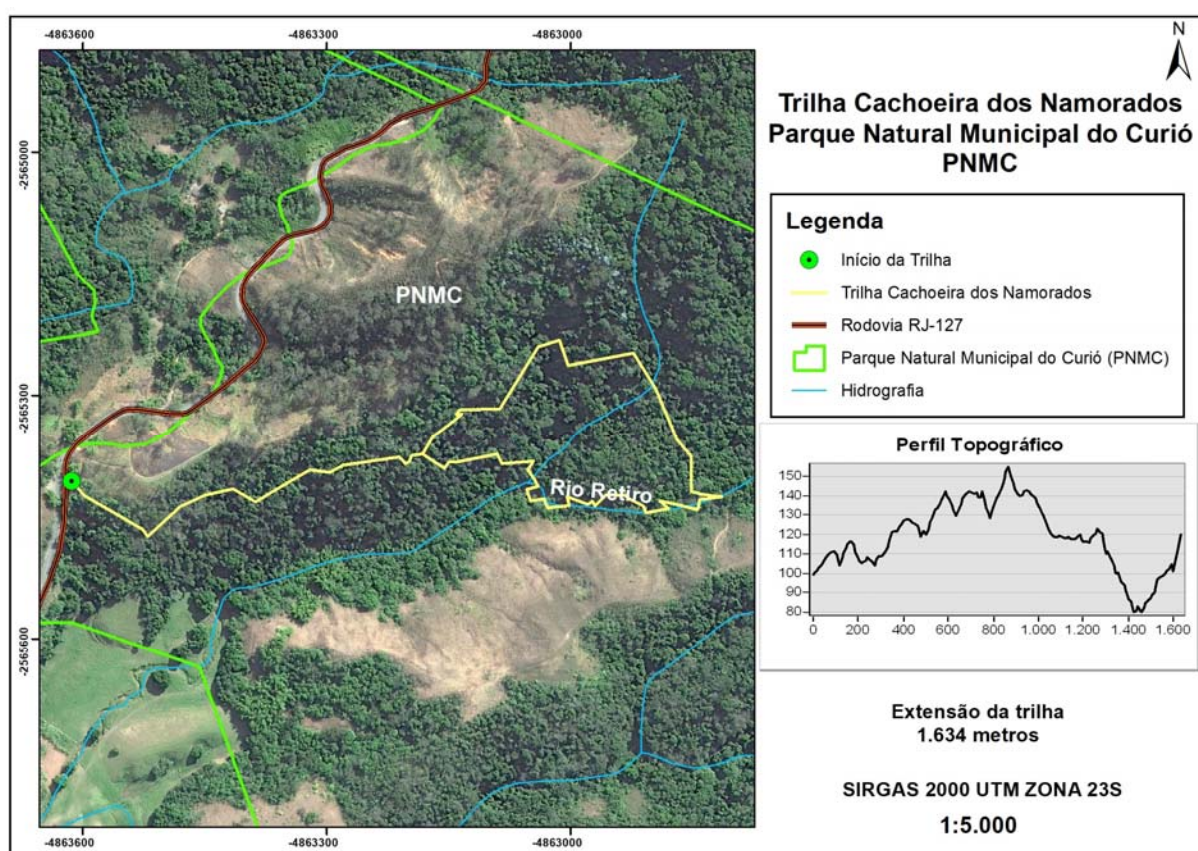 -4863600 -4863300 -4863000
N
Trilha Cachoeira dos Namorados
Parque Natural Municipal do Curió
PNMC
Legenda
Início da Trilha
Trilha Cachoeira dos Namorados
Rodovia RJ-127
Parque Natural Municipal do Curió (PNMC)
Hidrografia
-2565000
-2565300
-2565600
-2565000
-2565300
-2565600
PNMC
Rio Retiro
Perfil Topográfico
150
140
130
120
110
100
90
80
0 200 400 600 800 1.000 1.200 1.400 1.600
Extensão da trilha
1.634 metros
SIRGAS 2000 UTM ZONA 23S
1:5.000
-4863600 -4863300 -4863000